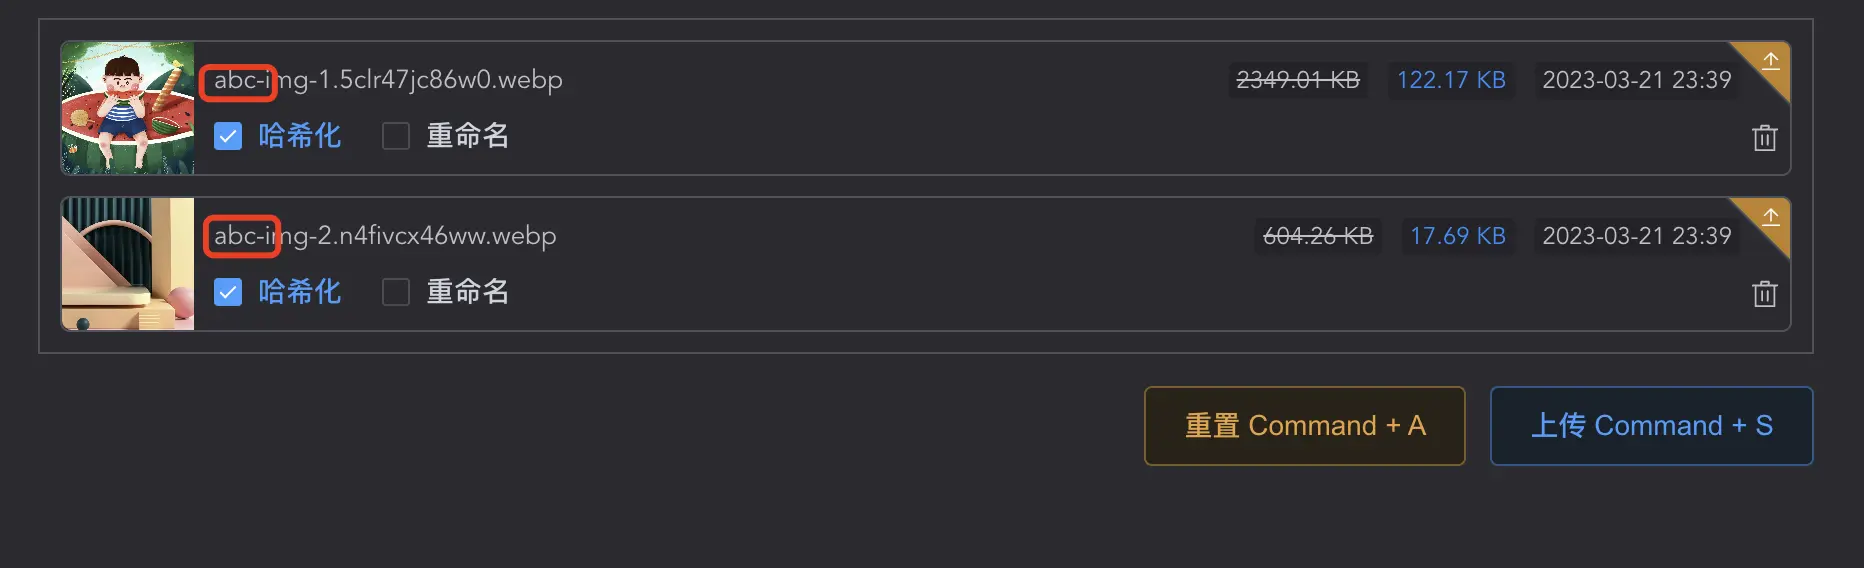 abc-img-1.5clr47jc86w0.webp 2349.01 KB 122.17 KB 2023-03-21 23:39
哈希化 重命名
abc-img-2.n4fivcx46ww.webp 604.26 KB 17.69 KB 2023-03-21 23:39
哈希化 重命名
重置 Command + A 上传 Command + S